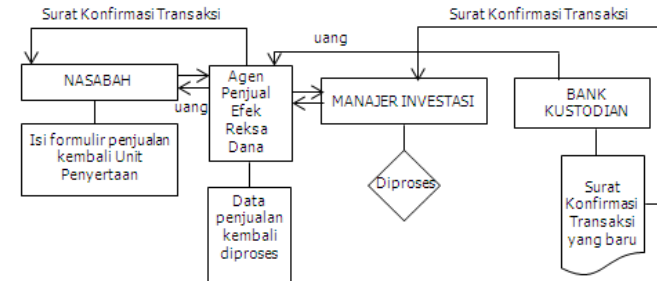 Surat Konfirmasi Transaksi
Surat Konfirmasi Transaksi
uang
NASABAH
uang
Agen
Penjual
Efek
Reksa
Dana
MANAJER INVESTASI
BANK
KUSTODIAN
Isi formulir penjualan
kembali Unit
Penyertaan
Data
penjualan
kembali
diproses
Diproses
Surat
Konfirmasi
Transaksi
yang baru